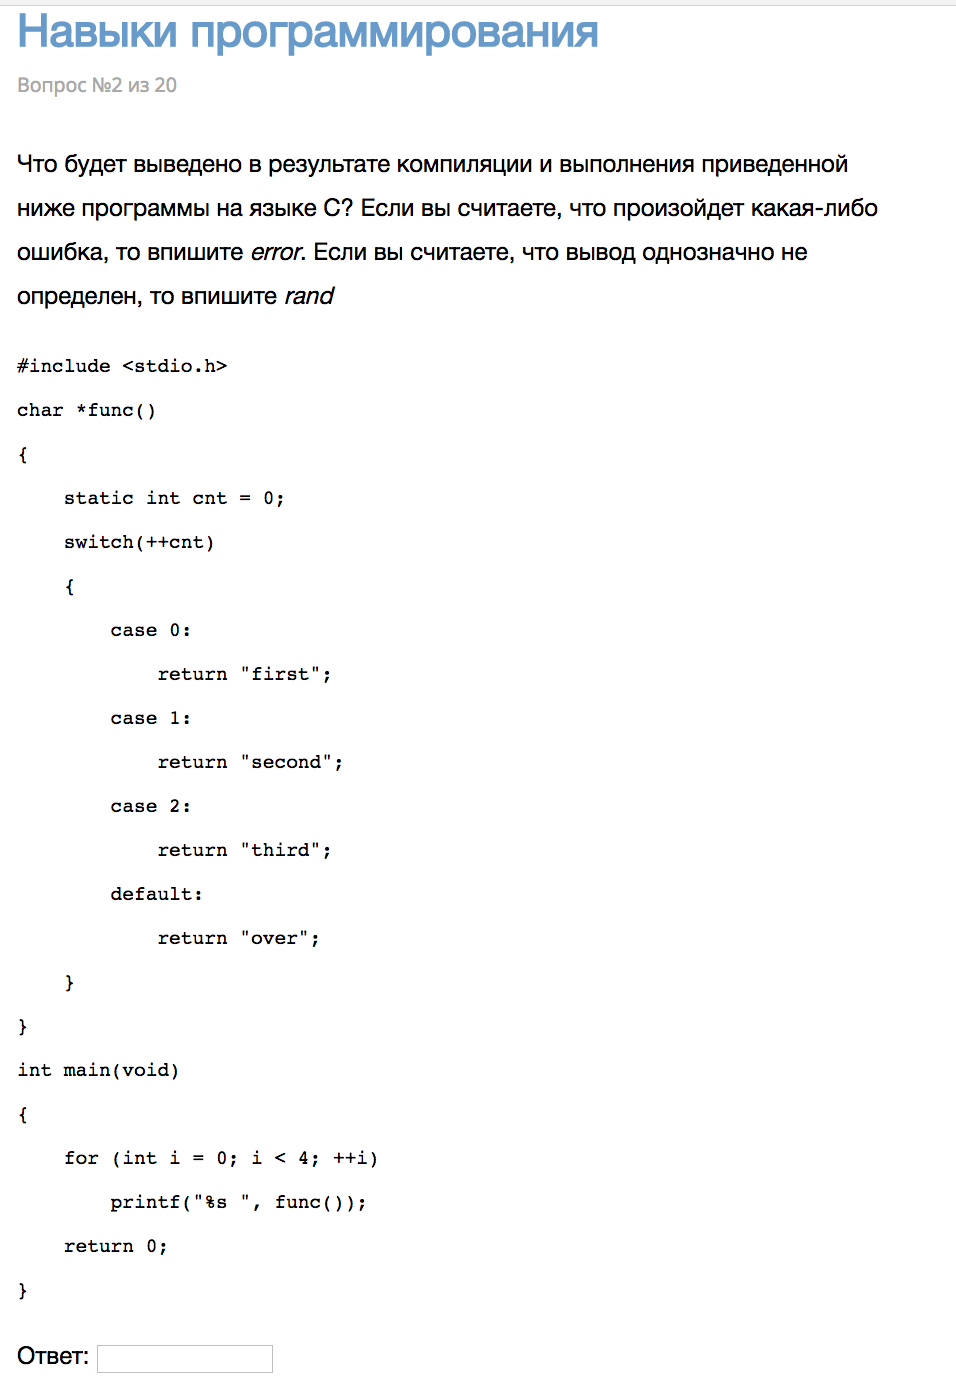 Навыки программирования
Вопрос №2 из 20
Что будет выведено в результате компиляции и выполнения приведенной
ниже программы на языке C? Если вы считаете, что произойдет какая-либо
ошибка, то впишите error. Если вы считаете, что вывод однозначно не
определен, то впишите rand
#include <stdio.h>
char *func()
{
    static int cnt = 0;
    switch(++cnt)
    {
        case 0:
            return "first";
        case 1:
            return "second";
        case 2:
            return "third";
        default:
            return "over";
    }
}
int main(void)
{
    for (int i = 0; i < 4; ++i)
        printf("%s ", func());
    return 0;
}
Ответ: